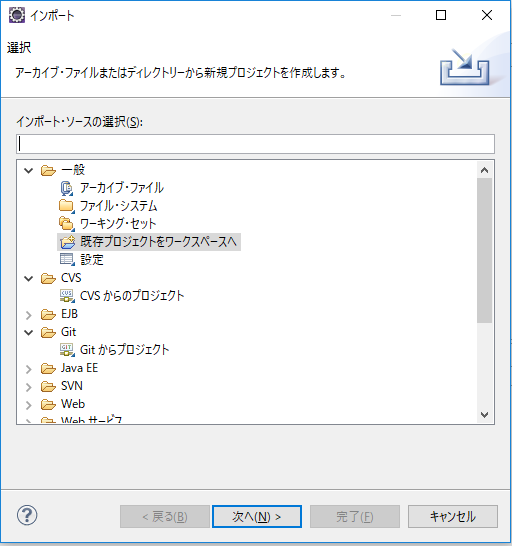 インポート
選択
アーカイブ・ファイルまたはディレクトリーから新規プロジェクトを作成します。
インポート・ソースの選択(S):
一般
アーカイブ・ファイル
ファイル・システム
ワーキング・セット
既存プロジェクトをワークスペースへ
設定
CVS
CVS からのプロジェクト
EJB
Git
Git からプロジェクト
Java EE
SVN
Web
Web サービス
< 戻る(B)
次へ(N) >
完了(F)
キャンセル